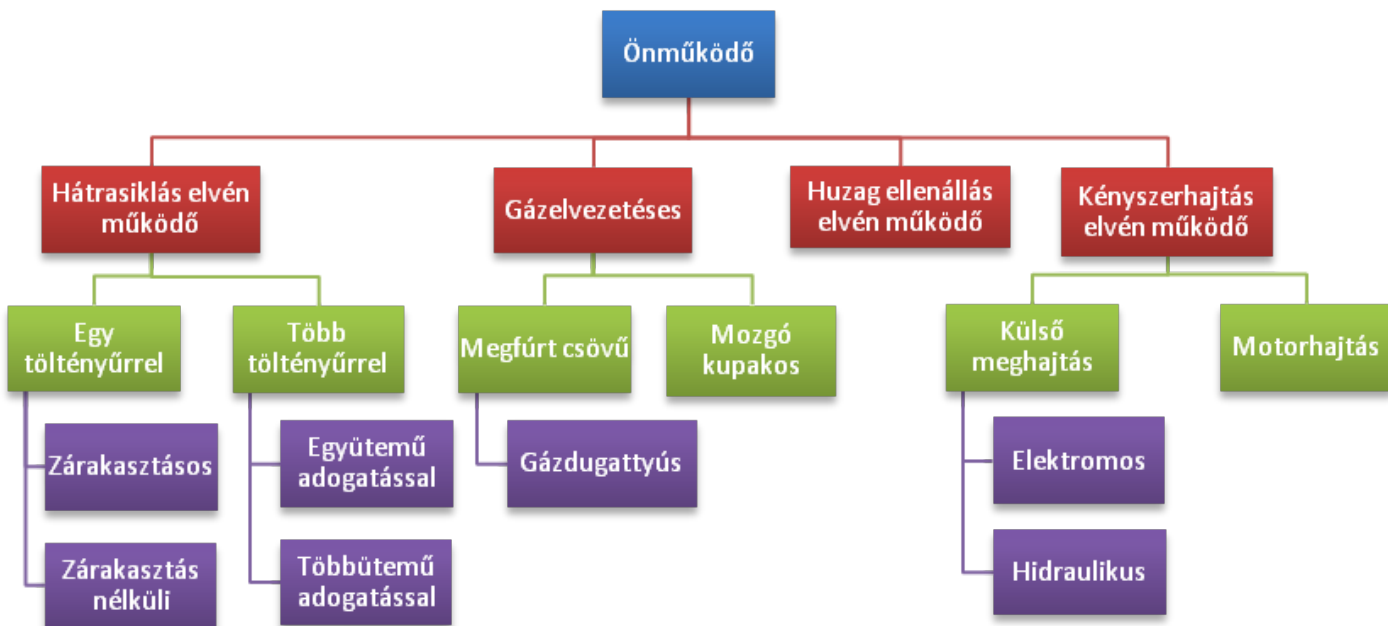 Önműködő
Hátrasiklás elvén
működő
Gázelvezetéses
Huzag ellenállás
elvén működő
Kényszerhajtás
elvén működő
Egy
töltényűrrel
Több
töltényűrrel
Megfúrt csövű
Mozgó
kupakos
Külső
meghajtás
Motorhajtás
Zárakasztásos
Együtemű
adogatással
Gázdugattyús
Elektromos
Zárakasztás
nélküli
Többütemű
adogatással
Hidraulikus